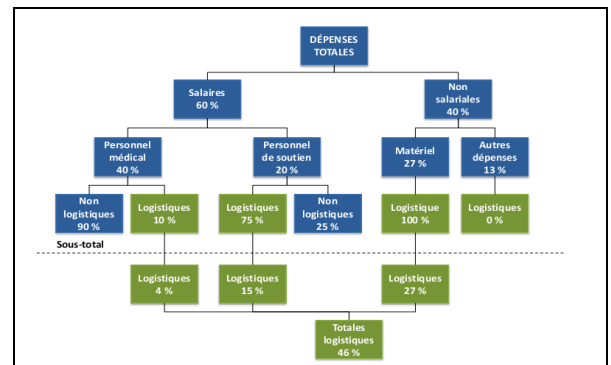 DÉPENSES
TOTALES
Salaires
60 %
Non
salariales
40 %
Personnel
médical
40 %
Personnel
de soutien
20 %
Matériel
27 %
Autres
dépenses
13 %
Non
logistiques
90 %
Logistiques
10 %
Logistiques
75 %
Non
logistiques
25 %
Logistique
100 %
Logistiques
0 %
Sous-total
Logistiques
4 %
Logistiques
15 %
Logistiques
27 %
Totales
logistiques
46 %